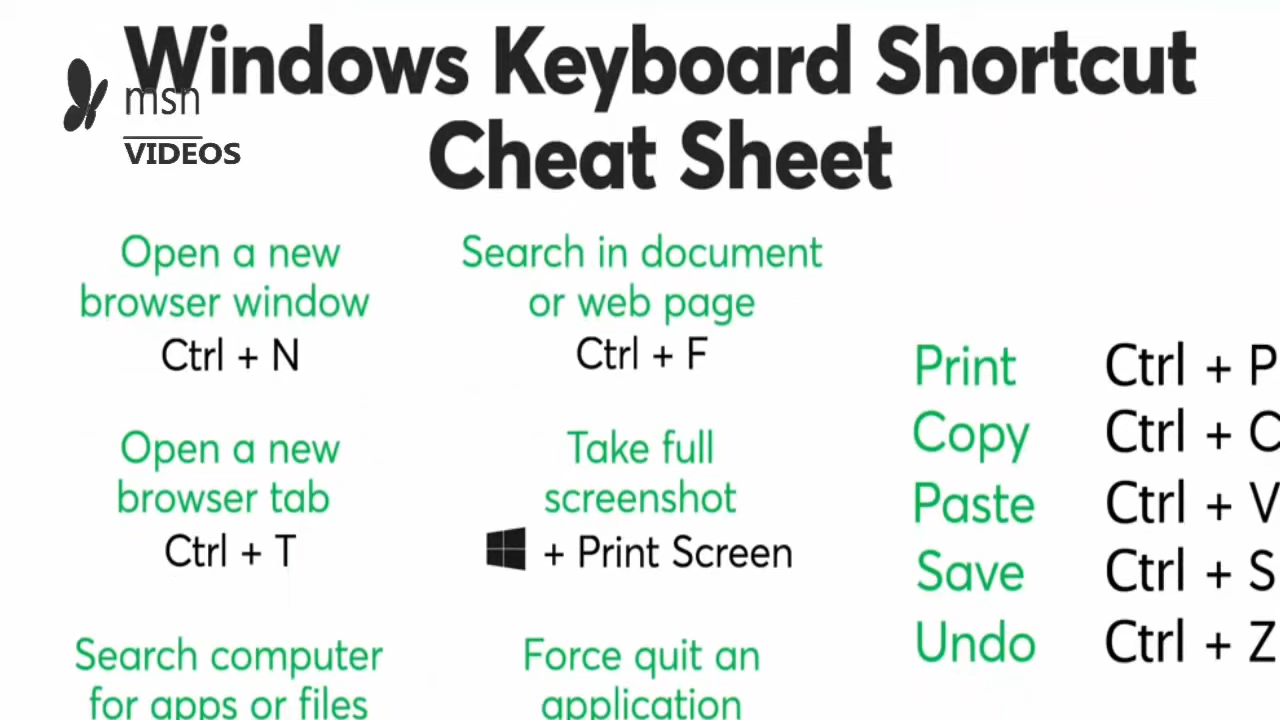 Windows Keyboard Shortcut
Cheat Sheet
msn
VIDEOS
Open a new
browser window
Ctrl + N
Search in document
or web page
Ctrl + F
Open a new
browser tab
Ctrl + T
Take full
screenshot
+ Print Screen
Search computer
for apps or files
Force quit an
application
Print Ctrl + P
Copy Ctrl + C
Paste Ctrl + V
Save Ctrl + S
Undo Ctrl + Z